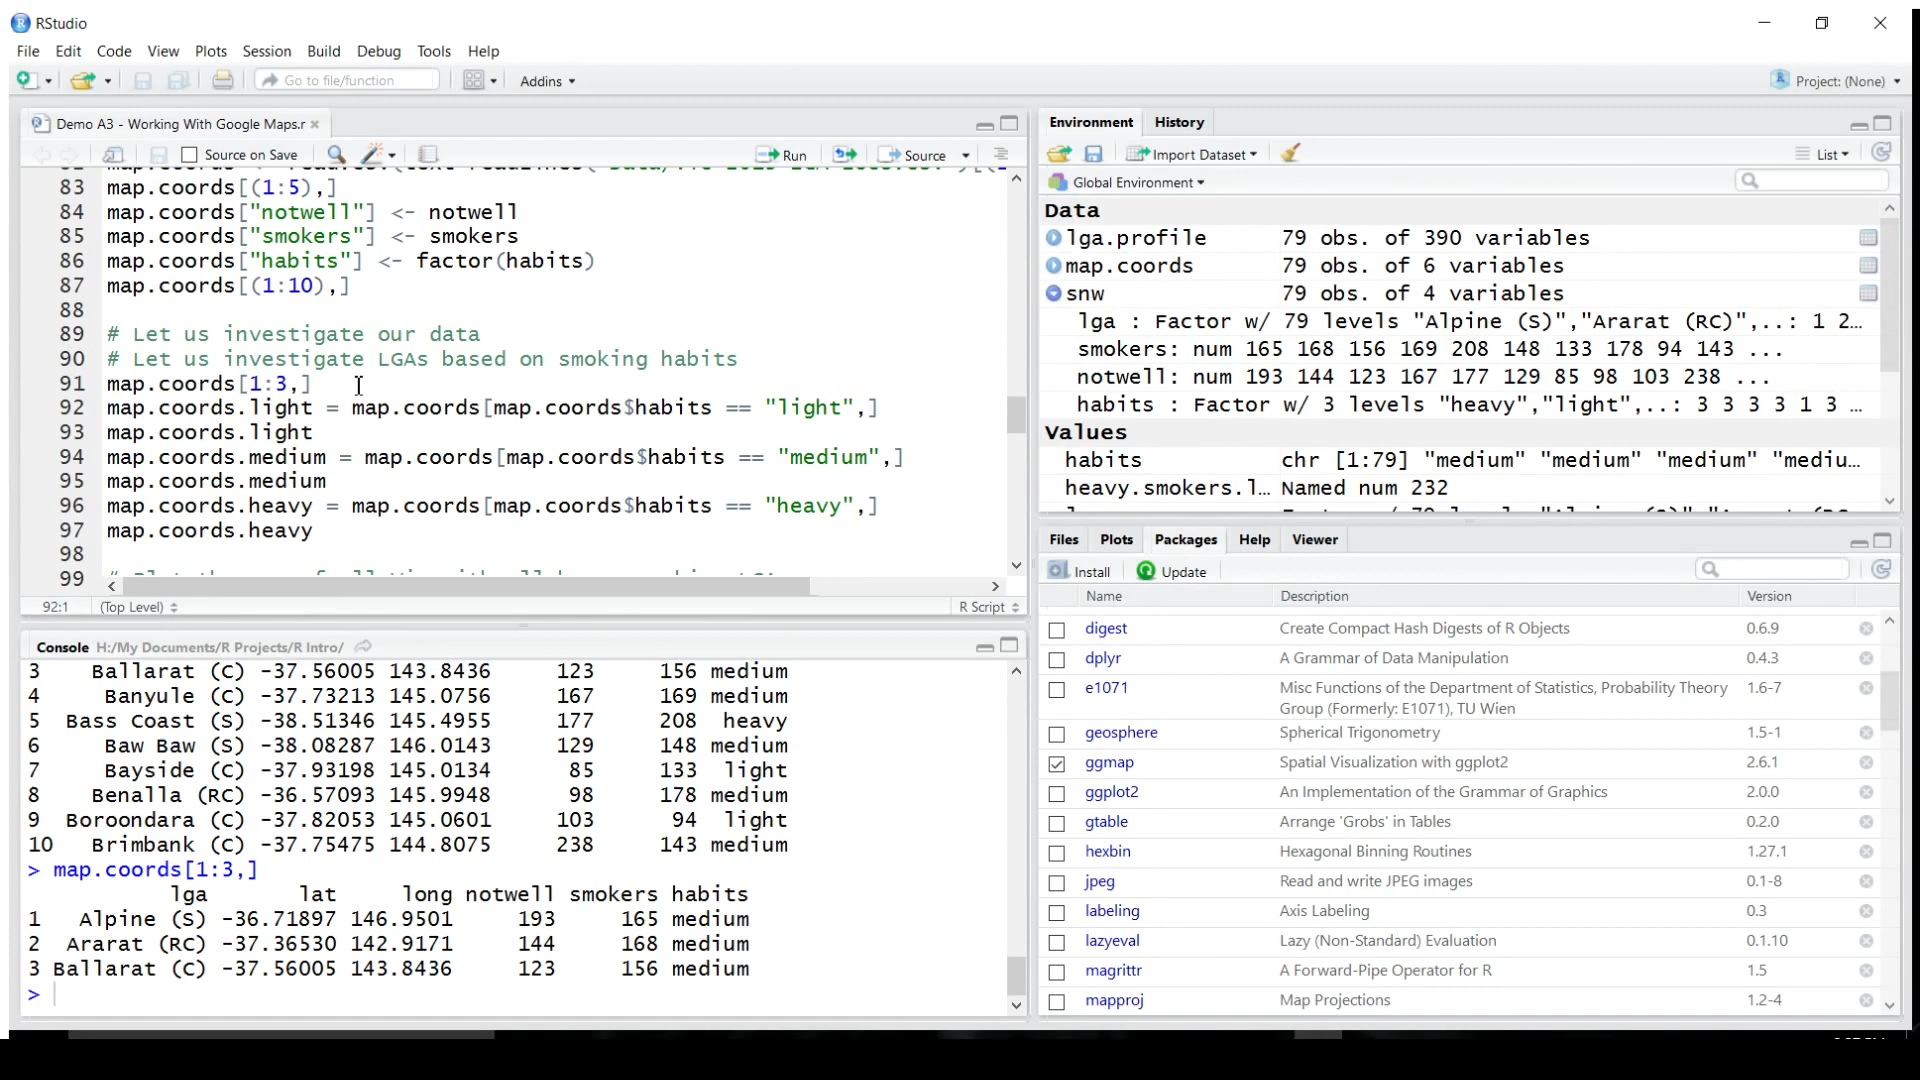 RStudio
File Edit Code View Plots Session Build Debug Tools Help
Go to file/function Addins Project: (None)
Demo A3 - Working With Google Maps.r
Source on Save Run Source
83 map.coords[(1:5),]
84 map.coords["notwell"] <- notwell
85 map.coords["smokers"] <- smokers
86 map.coords["habits"] <- factor(habits)
87 map.coords[(1:10),]
88
89 # Let us investigate our data
90 # Let us investigate LGAs based on smoking habits
91 map.coords[1:3,]
92 map.coords.light = map.coords[map.coords$habits == "light",]
93 map.coords.light
94 map.coords.medium = map.coords[map.coords$habits == "medium",]
95 map.coords.medium
96 map.coords.heavy = map.coords[map.coords$habits == "heavy",]
97 map.coords.heavy
98
99
92:1 (Top Level) R Script
Console H:/My Documents/R Projects/R Intro/
3 Ballarat (C) -37.56005 143.8436 123 156 medium
4 Banyule (C) -37.73213 145.0756 167 169 medium
5 Bass Coast (S) -38.51346 145.4955 177 208 heavy
6 Baw Baw (S) -38.08287 146.0143 129 148 medium
7 Bayside (C) -37.93198 145.0134 85 133 light
8 Benalla (RC) -36.57093 145.9948 98 178 medium
9 Boroondara (C) -37.82053 145.0601 103 94 light
10 Brimbank (C) -37.75475 144.8075 238 143 medium
> map.coords[1:3,]
lga lat long notwell smokers habits
1 Alpine (S) -36.71897 146.9501 193 165 medium
2 Ararat (RC) -37.36530 142.9171 144 168 medium
3 Ballarat (C) -37.56005 143.8436 123 156 medium
>
Environment History
Import Dataset List
Global Environment
Data
lga.profile 79 obs. of 390 variables
map.coords 79 obs. of 6 variables
snw 79 obs. of 4 variables
lga : Factor w/ 79 levels "Alpine (S)","Ararat (RC)",..: 1 2...
smokers: num 165 168 156 169 208 148 133 178 94 143 ...
notwell: num 193 144 123 167 177 129 85 98 103 238 ...
habits : Factor w/ 3 levels "heavy","light",..: 3 3 3 3 1 3 ...
Values
habits chr [1:79] "medium" "medium" "medium" "mediu...
heavy.smokers.l... Named num 232
Files Plots Packages Help Viewer
Install Update
Name Description Version
digest Create Compact Hash Digests of R Objects 0.6.9
dplyr A Grammar of Data Manipulation 0.4.3
e1071 Misc Functions of the Department of Statistics, Probability Theory 1.6-7
Group (Formerly: E1071), TU Wien
geosphere Spherical Trigonometry 1.5-1
ggmap Spatial Visualization with ggplot2 2.6.1
ggplot2 An Implementation of the Grammar of Graphics 2.0.0
gtable Arrange 'Grobs' in Tables 0.2.0
hexbin Hexagonal Binning Routines 1.27.1
jpeg Read and write JPEG images 0.1-8
labeling Axis Labeling 0.3
lazyeval Lazy (Non-Standard) Evaluation 0.1.10
magrittr A Forward-Pipe Operator for R 1.5
mapproj Map Projections 1.2-4